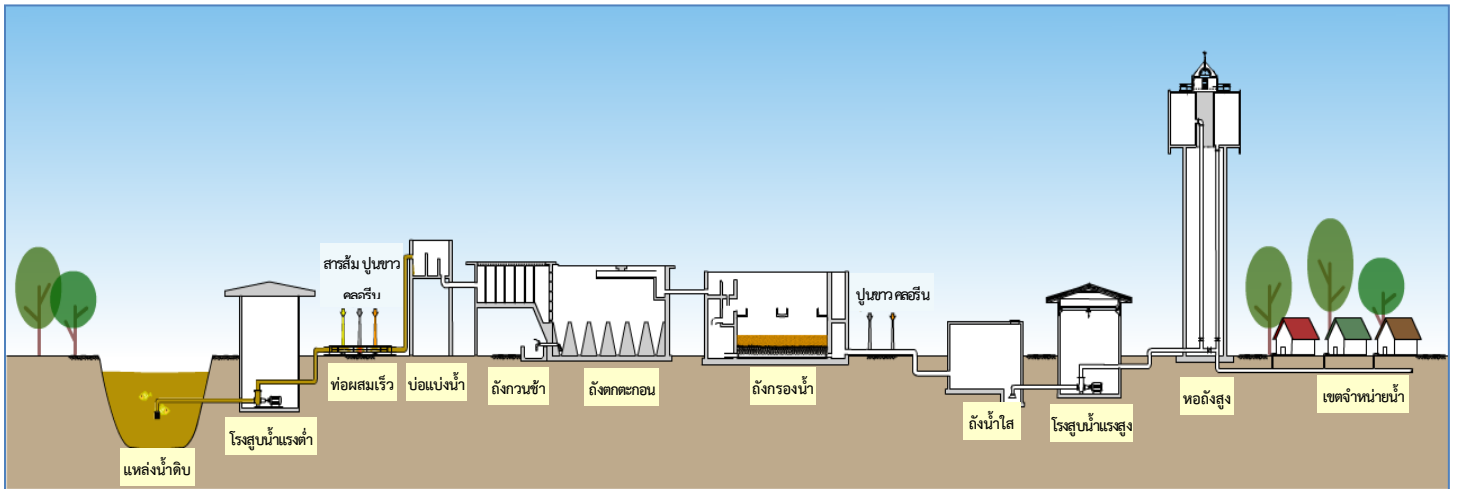 แหล่งน้ำดิบ
โรงสูบน้ำแรงต่ำ
สารส้ม ปูนขาว
คลอรีน
ท่อผสมเร็ว
บ่อแบ่งน้ำ
ถังกวนช้า
ถังตกตะกอน
ถังกรองน้ำ
ปูนขาว คลอรีน
ถังน้ำใส
โรงสูบน้ำแรงสูง
หอถังสูง
เขตจำหน่ายน้ำ